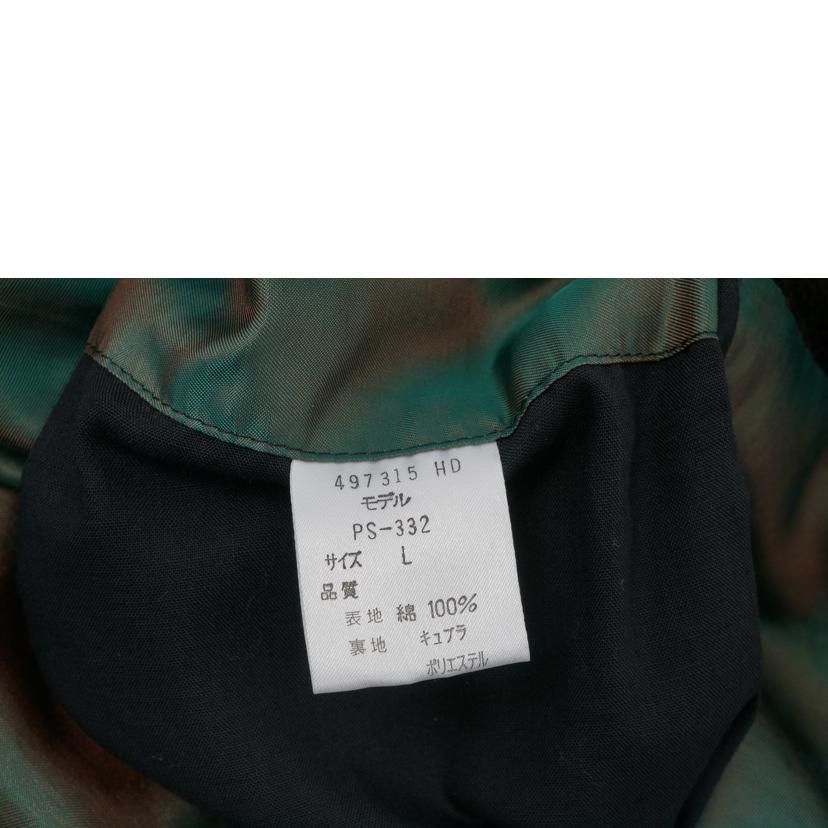 497315 HD
モデル
PS-332
サイズ L
品質
表地 綿 100%
裏地 キュプラ
ポリエステル